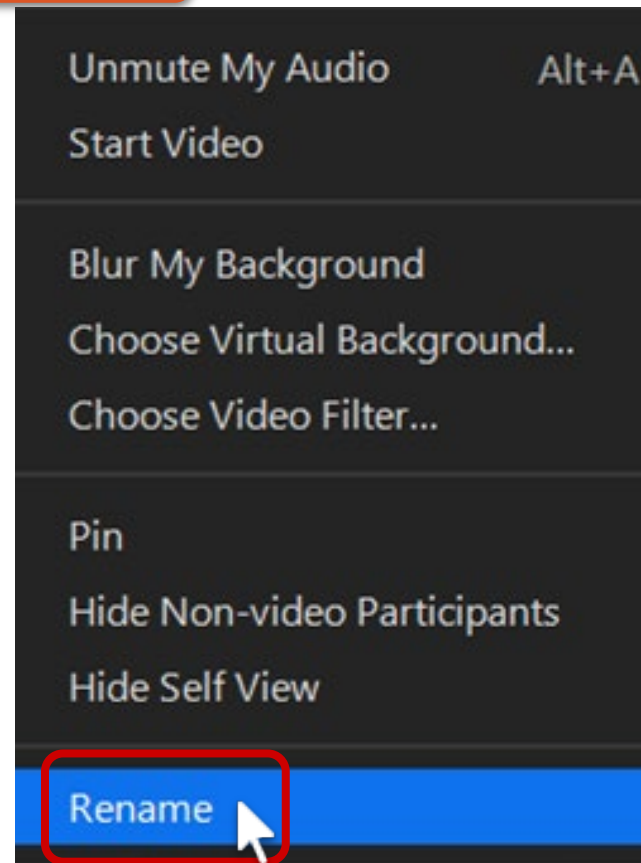 Unmute My Audio Alt+A
Start Video
Blur My Background
Choose Virtual Background...
Choose Video Filter...
Pin
Hide Non-video Participants
Hide Self View
Rename